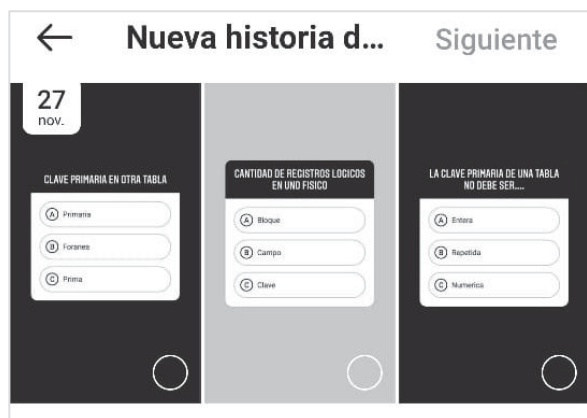 Nueva historia d...
Siguiente
27
nov.
CLAVE PRIMARIA EN OTRA TABLA
A Primaria
B Foranea
C Prima
CANTIDAD DE REGISTROS LOGICOS
EN UNO FISICO
A Bloque
B Campo
C Clave
LA CLAVE PRIMARIA DE UNA TABLA
NO DEBE SER....
A Entera
B Repetida
C Numerica